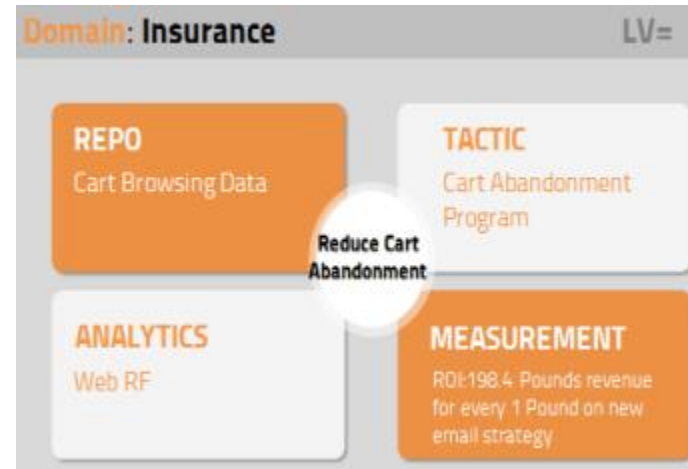 Domain: Insurance
LV=
REPO
Cart Browsing Data
TACTIC
Cart Abandonment
Program
Reduce Cart
Abandonment
ANALYTICS
Web RF
MEASUREMENT
ROI:198.4 Pounds revenue
for every 1 Pound on new
email strategy